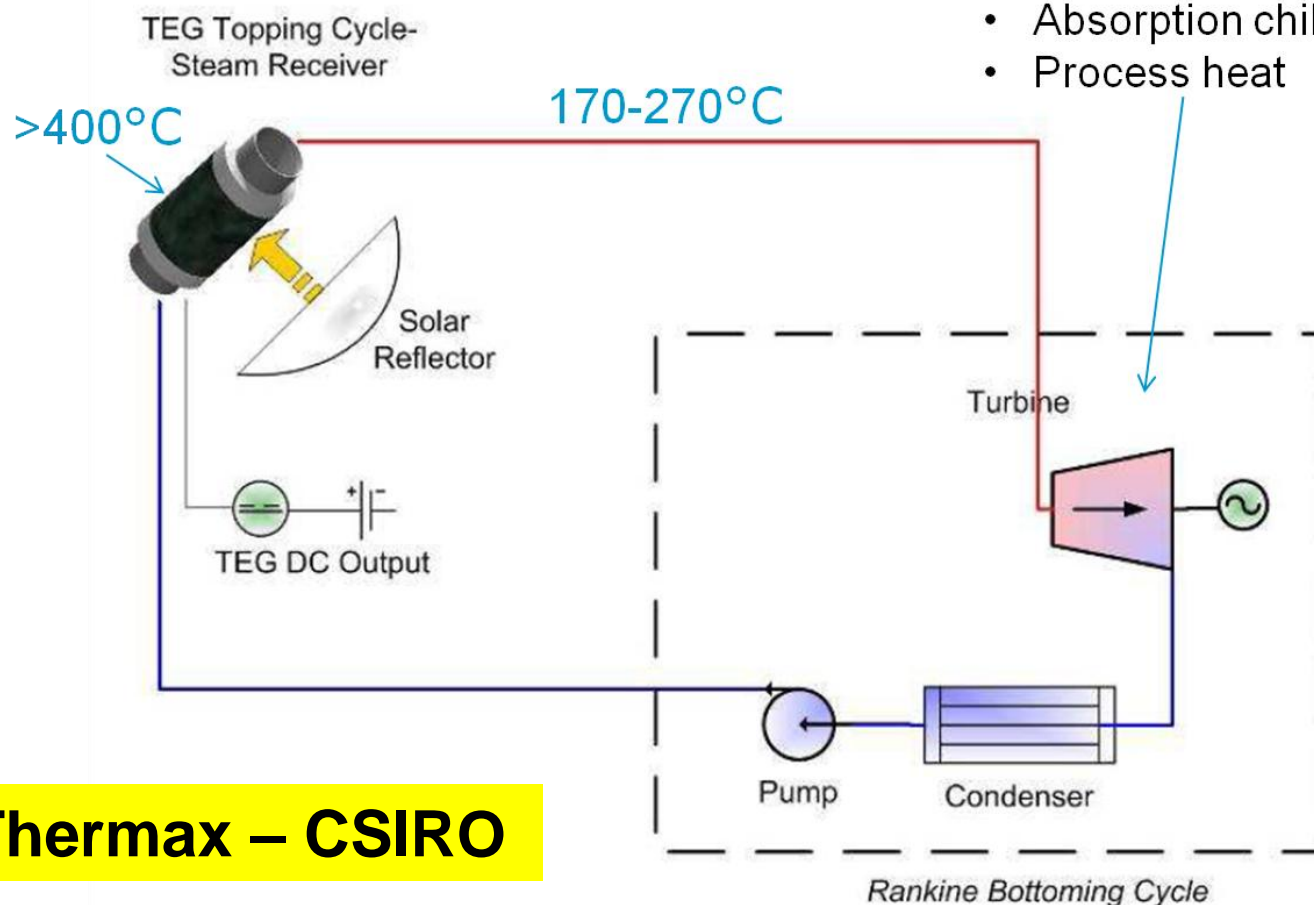 TEG Topping Cycle-
Steam Receiver
• Absorption
• Process heat
>400°C
170-270°C
Solar
Reflector
Turbine
+ -
TEG DC Output
Pump
Condenser
Thermax – CSIRO
Rankine Bottoming Cycle